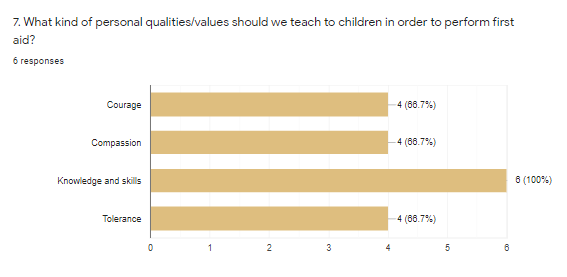 7. What kind of personal qualities/values should we teach to children in order to perform first
aid?
6 responses
Courage
4 (66.7%)
Compassion
4 (66.7%)
Knowledge and skills
6 (100%)
Tolerance
4 (66.7%)
0 1 2 3 4 5 6